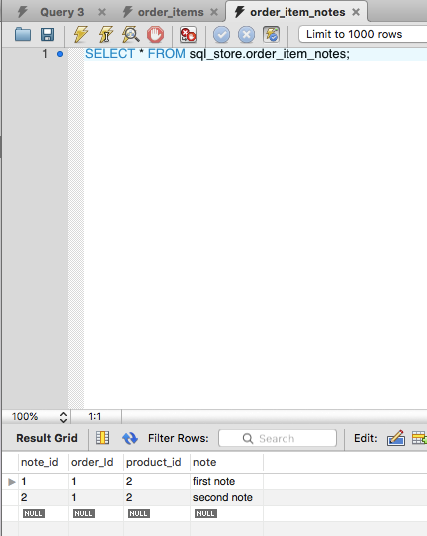 Query 3 order_items order_item_notes
Limit to 1000 rows
1 SELECT * FROM sql_store.order_item_notes;
100% 1:1
Result Grid Filter Rows: Search Edit:
note_id order_Id product_id note
1 1 2 first note
2 1 2 second note
NULL NULL NULL NULL